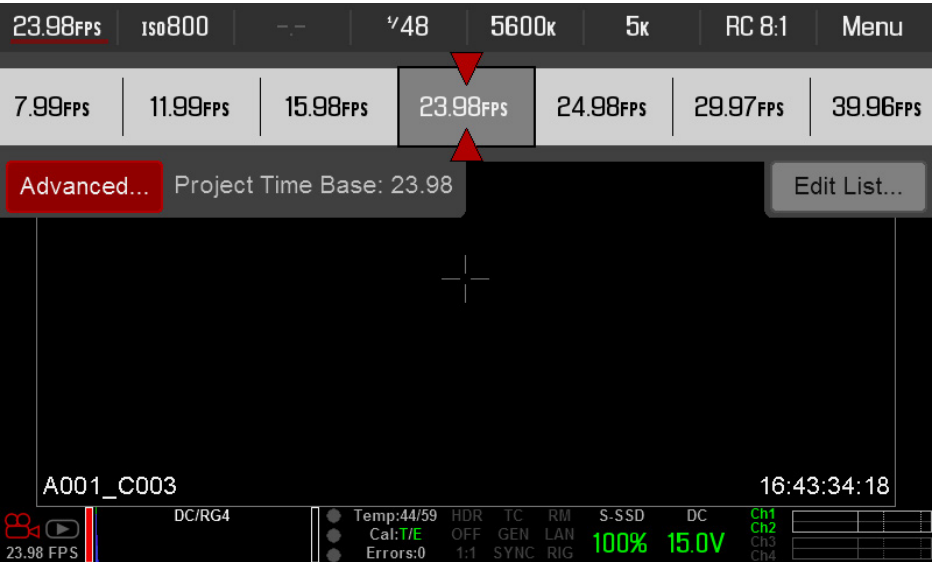 23.98FPS ISO800 -.- 1/48 5600K 5K RC 8:1 Menu
7.99FPS 11.99FPS 15.98FPS 23.98FPS 24.98FPS 29.97FPS 39.96FPS
Advanced... Project Time Base: 23.98 Edit List...
A001_C003 16:43:34:18
DC/RG4 Temp:44/59 HDR TC RM S-SSD DC Ch1
Cal:T/E OFF GEN LAN 100% 15.0V Ch2
23.98 FPS Errors:0 1:1 SYNC RIG Ch3
Ch4